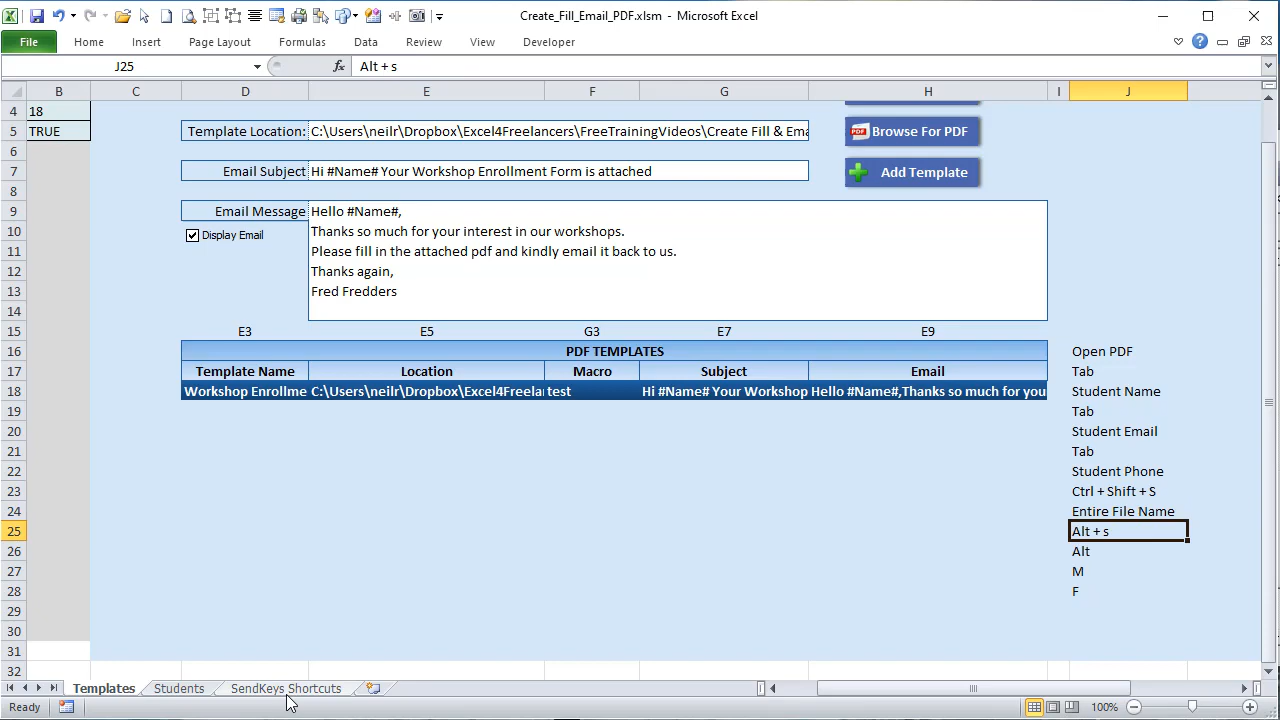 Create_Fill_Email_PDF.xlsm - Microsoft Excel
File Home Insert Page Layout Formulas Data Review View Developer
J25 fx Alt + s
B C D E F G H I J
4 18
5 TRUE Template Location: C:\Users\neilr\Dropbox\Excel4Freelancers\FreeTrainingVideos\Create Fill & Ema Browse For PDF
6
7 Email Subject Hi #Name# Your Workshop Enrollment Form is attached Add Template
8
9 Email Message Hello #Name#,
10 Display Email Thanks so much for your interest in our workshops.
11 Please fill in the attached pdf and kindly email it back to us.
12 Thanks again,
13 Fred Fredders
14
15 E3 E5 G3 E7 E9
16 PDF TEMPLATES Open PDF
17 Template Name Location Macro Subject Email Tab
18 Workshop Enrollme C:\Users\neilr\Dropbox\Excel4Freelar test Hi #Name# Your Workshop Hello #Name#,Thanks so much for you Student Name
19 Tab
20 Student Email
21 Tab
22 Student Phone
23 Ctrl + Shift + S
24 Entire File Name
25 Alt + s
26 Alt
27 M
28 F
29
30
31
32
Templates Students SendKeys Shortcuts
Ready 100%